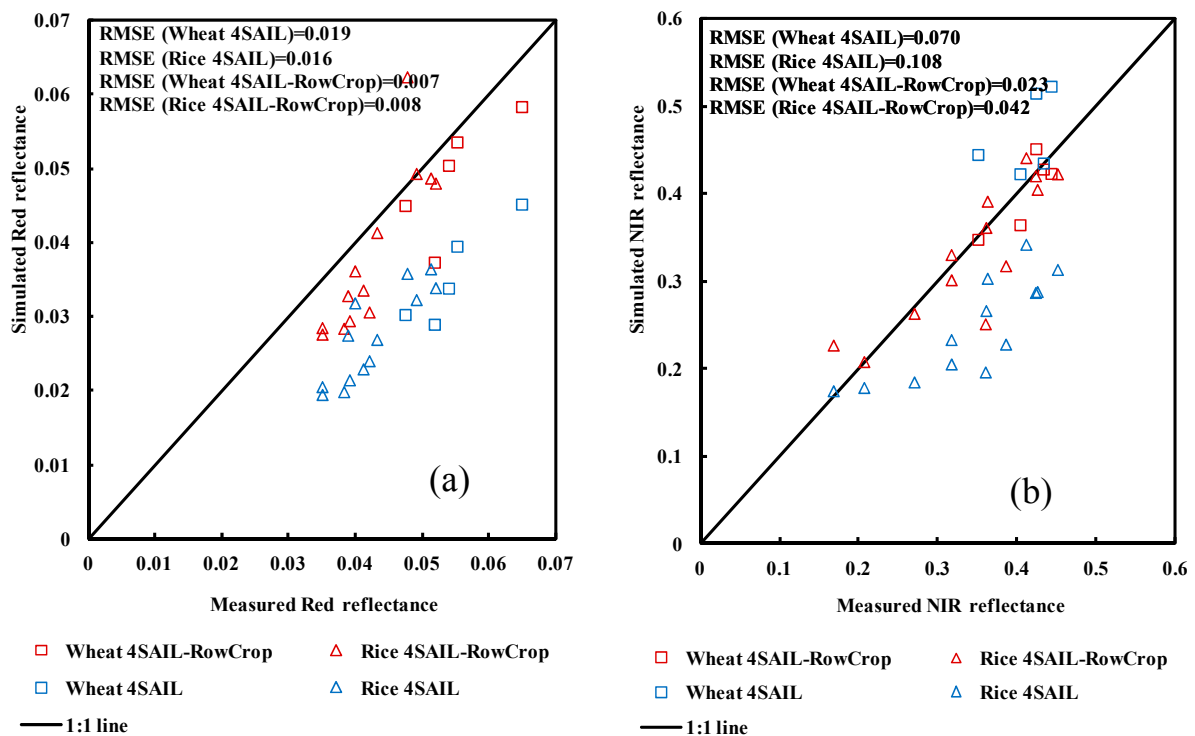 RMSE (Wheat 4SAIL)=0.019
RMSE (Rice 4SAIL)=0.016
RMSE (Wheat 4SAIL-RowCrop)=0.007
RMSE (Rice 4SAIL-RowCrop)=0.008
0.07
0.06
0.05
0.04
0.03
0.02
0.01
0
Simulated Red reflectance
(a)
0 0.01 0.02 0.03 0.04 0.05 0.06 0.07
Measured Red reflectance
Wheat 4SAIL-RowCrop Rice 4SAIL-RowCrop
Wheat 4SAIL Rice 4SAIL
1:1 line
RMSE (Wheat 4SAIL)=0.070
RMSE (Rice 4SAIL)=0.108
RMSE (Wheat 4SAIL-RowCrop)=0.023
RMSE (Rice 4SAIL-RowCrop)=0.042
0.6
0.5
0.4
0.3
0.2
0.1
0
Simulated NIR reflectance
(b)
0 0.1 0.2 0.3 0.4 0.5 0.6
Measured NIR reflectance
Wheat 4SAIL-RowCrop Rice 4SAIL-RowCrop
Wheat 4SAIL Rice 4SAIL
1:1 line